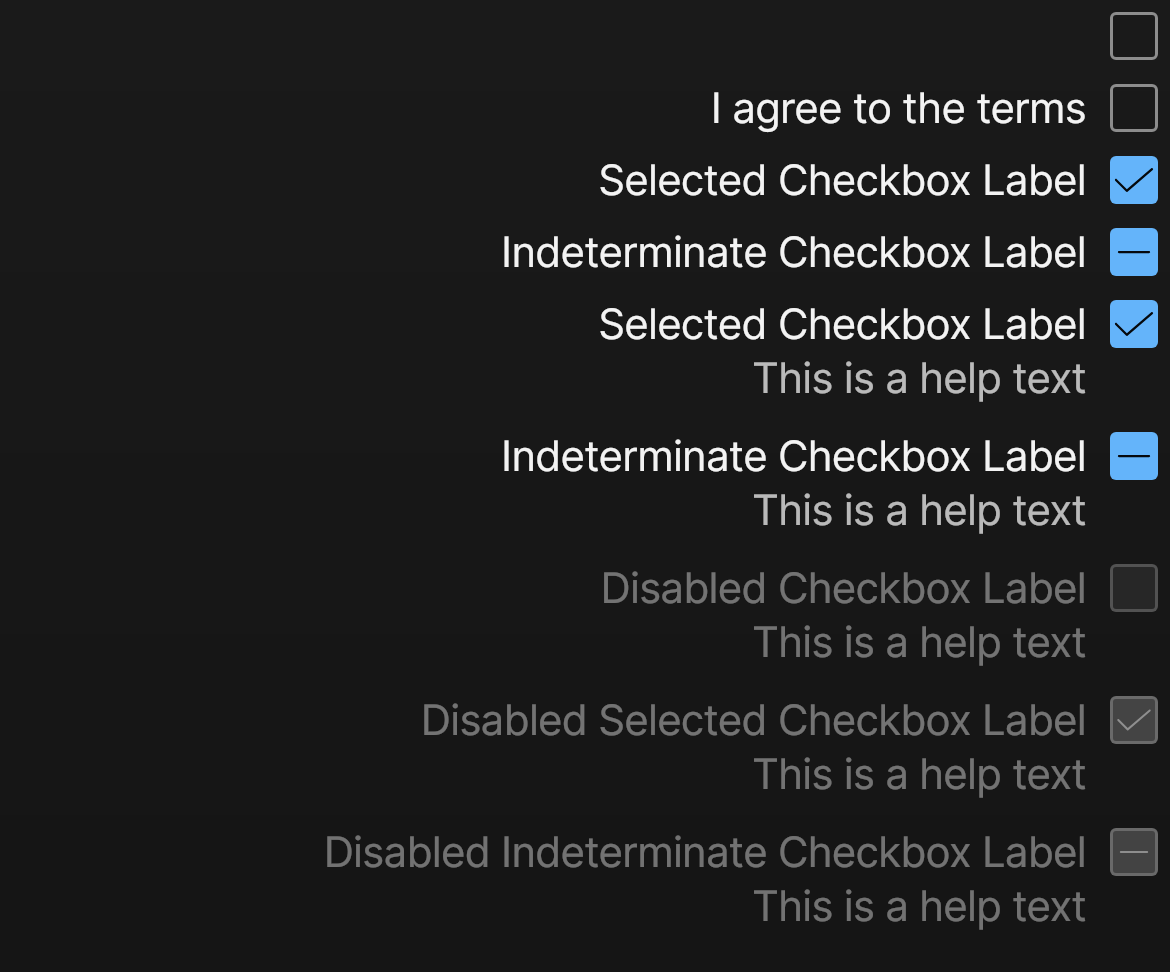 I agree to the terms
Selected Checkbox Label
Indeterminate Checkbox Label
Selected Checkbox Label
This is a help text
Indeterminate Checkbox Label
This is a help text
Disabled Checkbox Label
This is a help text
Disabled Selected Checkbox Label
This is a help text
Disabled Indeterminate Checkbox Label
This is a help text